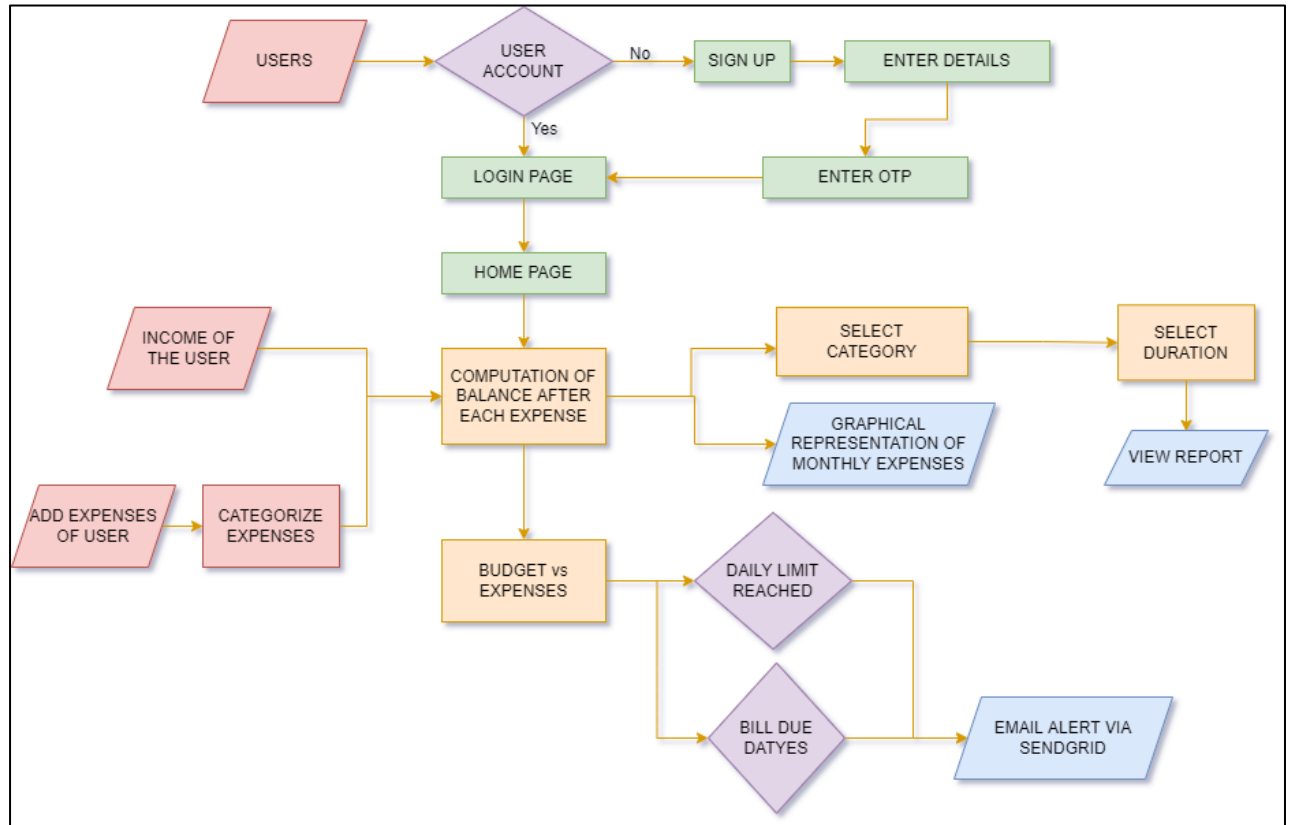 USERS
USER
ACCOUNT
No
SIGN UP
ENTER DETAILS
Yes
LOGIN PAGE
ENTER OTP
HOME PAGE
INCOME OF
THE USER
SELECT
CATEGORY
SELECT
DURATION
COMPUTATION OF
BALANCE AFTER
EACH EXPENSE
GRAPHICAL
REPRESENTATION OF
MONTHLY EXPENSES
VIEW REPORT
ADD EXPENSES
OF USER
CATEGORIZE
EXPENSES
BUDGET vs
EXPENSES
DAILY LIMIT
REACHED
BILL DUE
DATYES
EMAIL ALERT VIA
SENDGRID